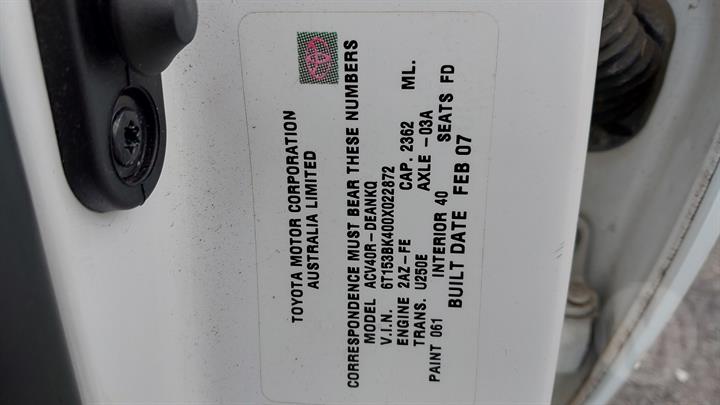 TOYOTA MOTOR CORPORATION
AUSTRALIA LIMITED
CORRESPONDENCE MUST BEAR THESE NUMBERS
MODEL ACV40R-DEANKQ
V.I.N. 6T153BK400X022872
ENGINE 2AZ-FE CAP. 2362 ML.
TRANS. U250E AXLE -03A
PAINT 061 INTERIOR 40 SEATS FD
BUILT DATE FEB 07